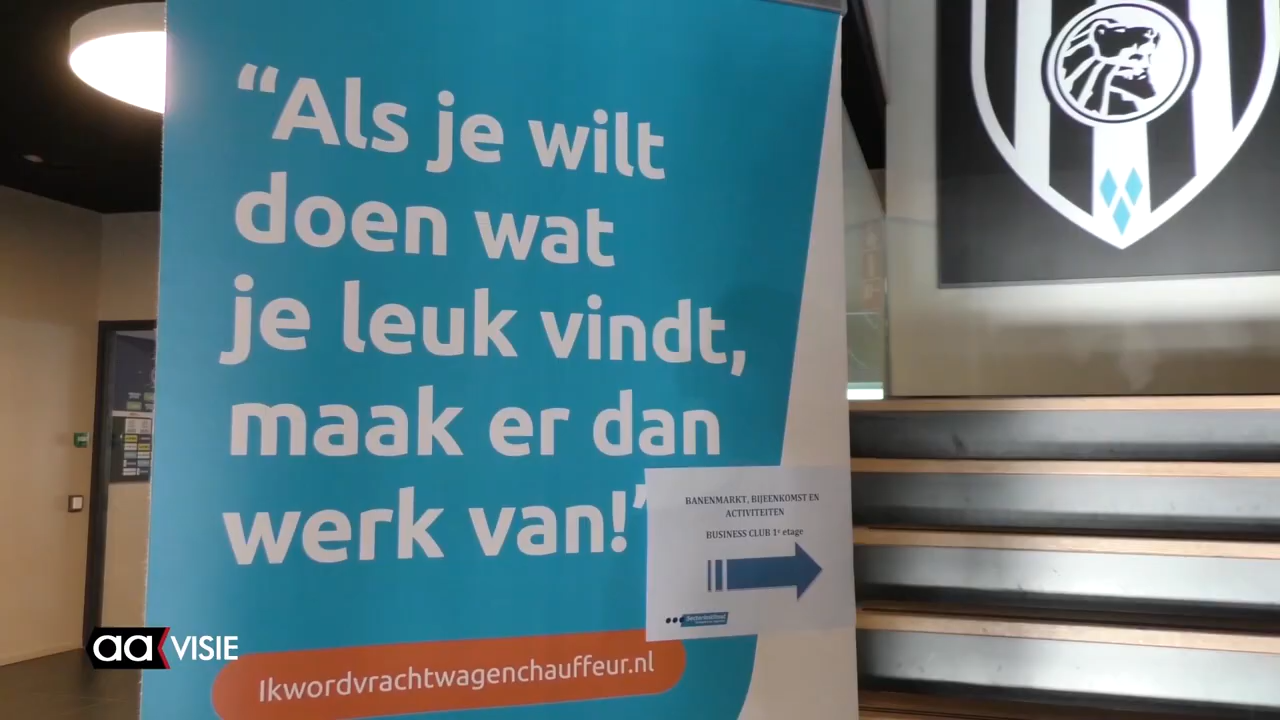 “Als je wilt
doen wat
je leuk vindt,
maak er dan
werk van!”
BANENMARKT, BIJEENKOMST EN
ACTIVITEITEN
BUSINESS CLUB 1e etage
Ikwordvrachtwagenchauffeur.nl
aa VISIE